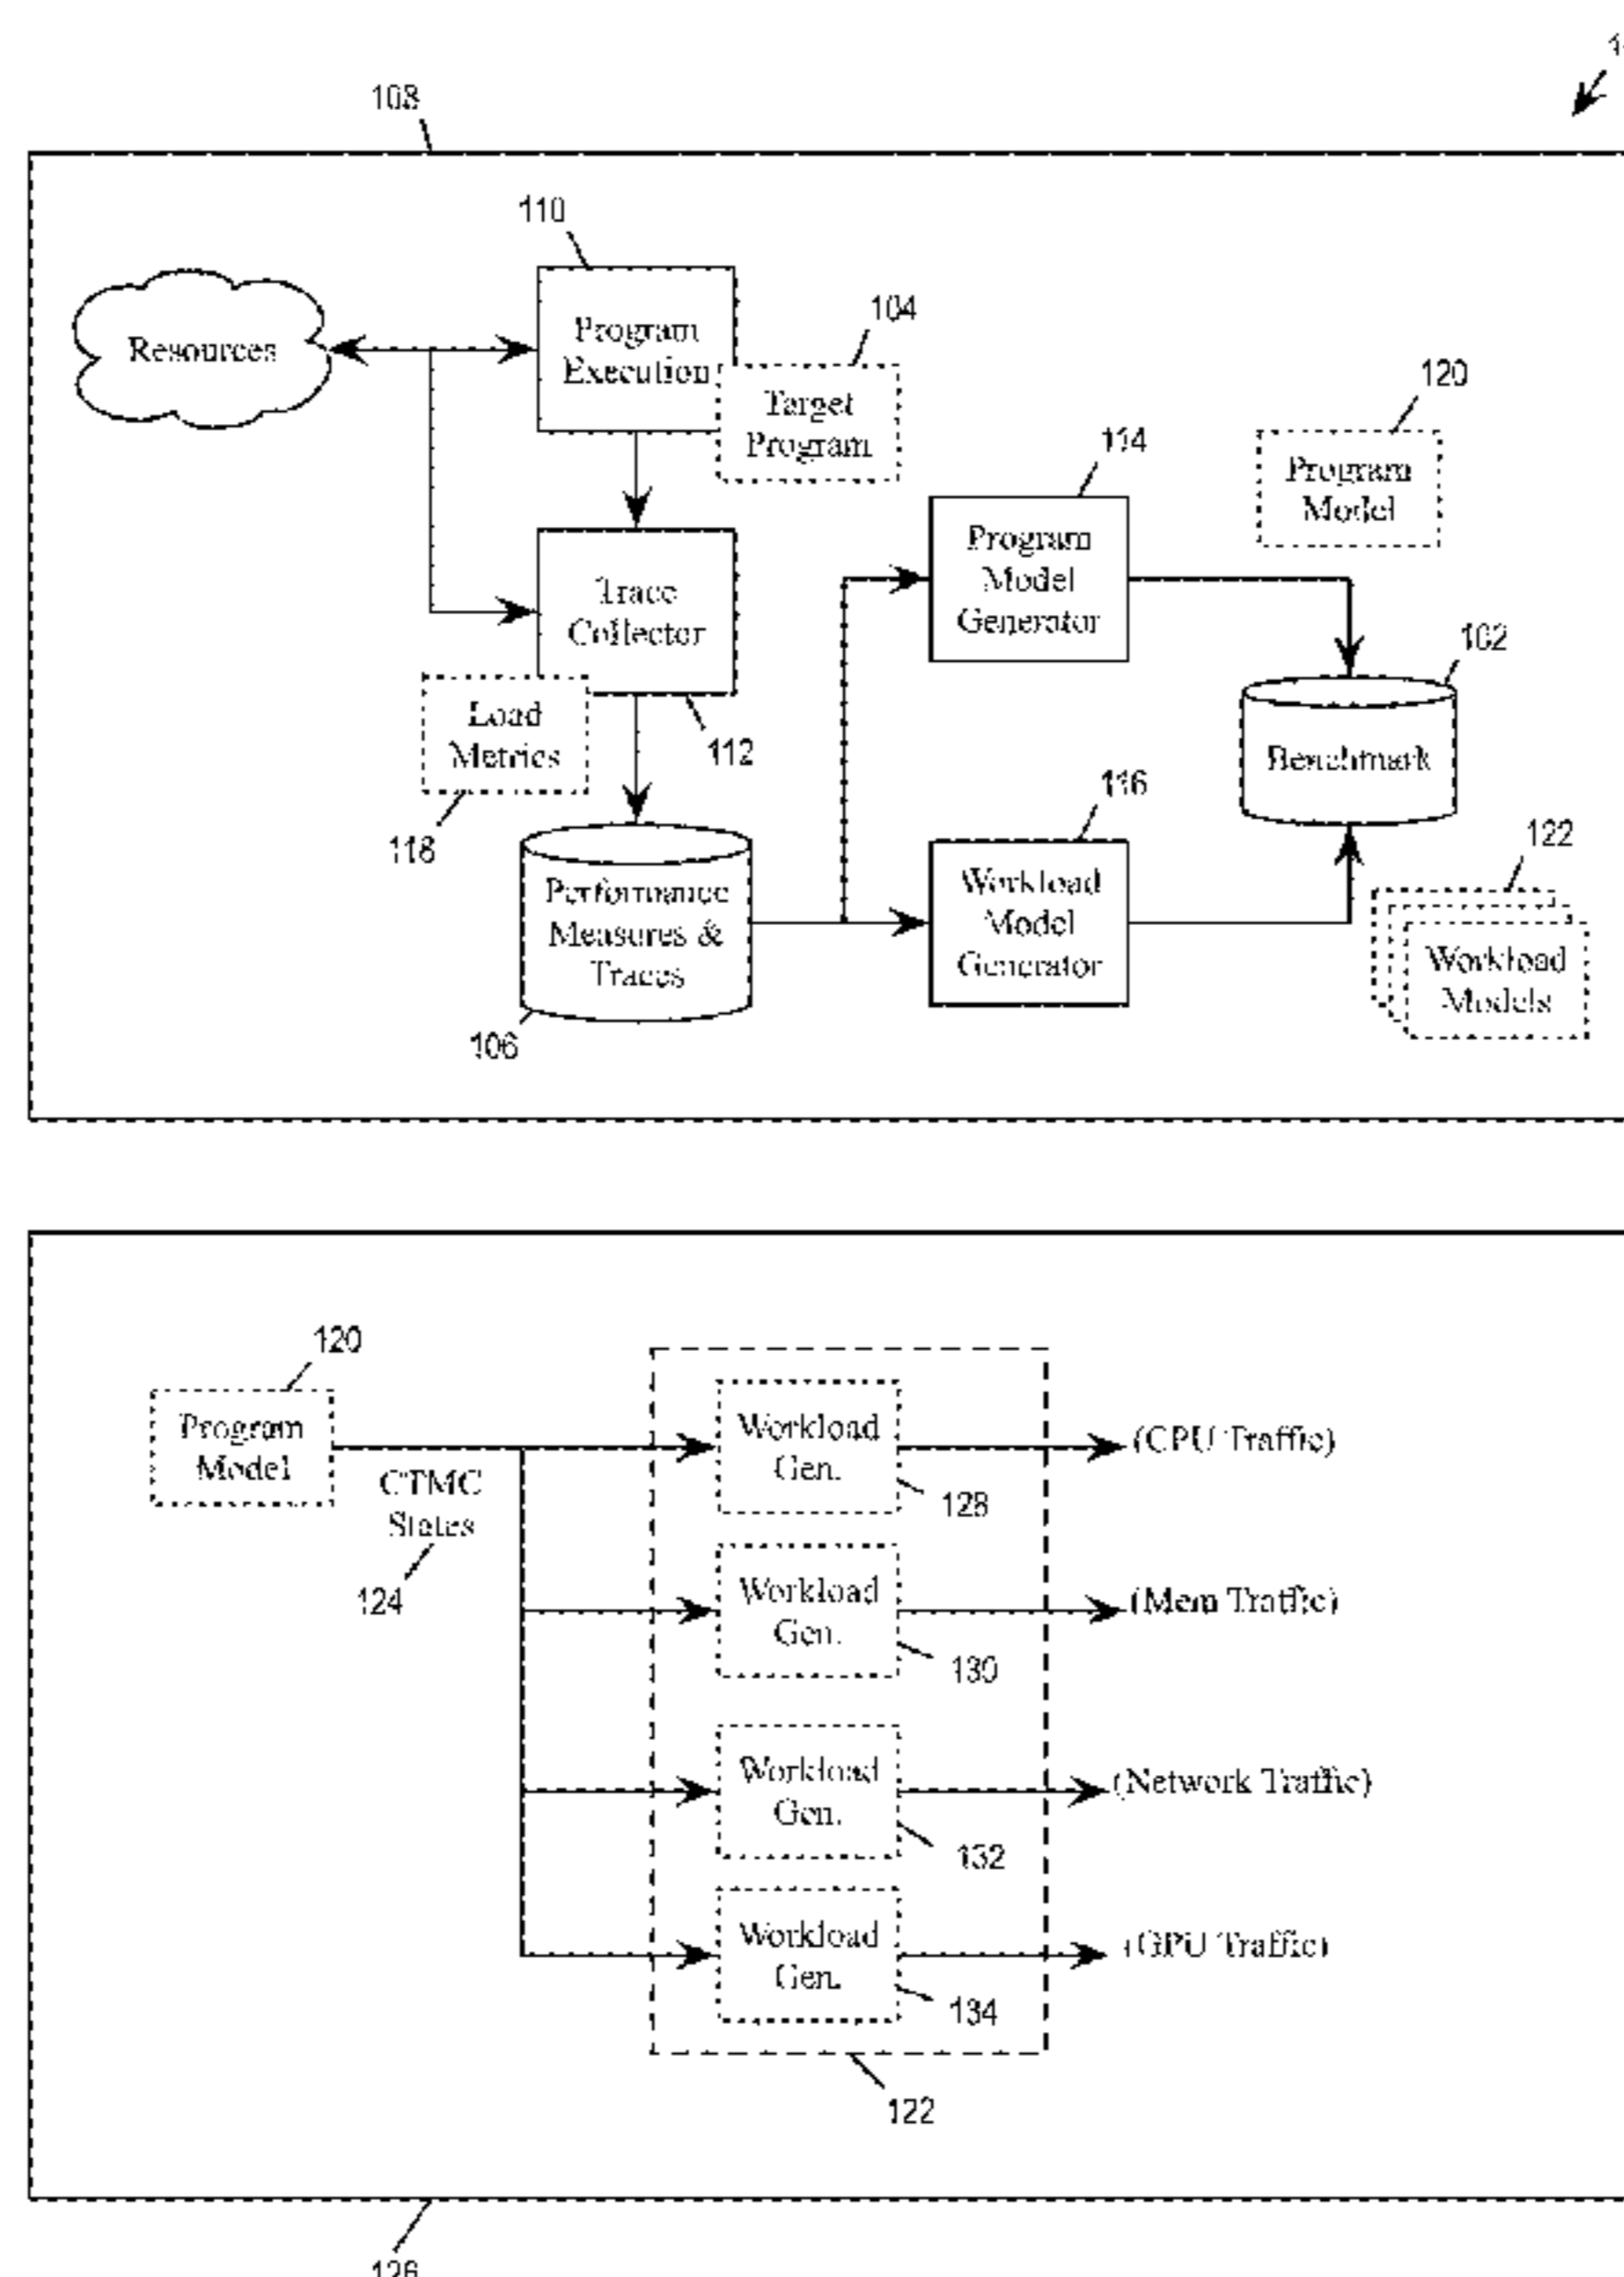 108
110
Resources
Program
Execution
104
Target
Program
120
Program
Model
114
Program
Model
Generator
Trace
Collector
102
Load
Metrics
112
Benchmark
118
116
122
Performance
Measures &
Traces
Workload
Model
Generator
Workload
Models
106
120
Program
Model
CTMC
States
124
Workload
Gen.
128
(CPU Traffic)
Workload
Gen.
130
(Mem Traffic)
Workload
Gen.
132
(Network Traffic)
Workload
Gen.
134
(GPU Traffic)
122
126